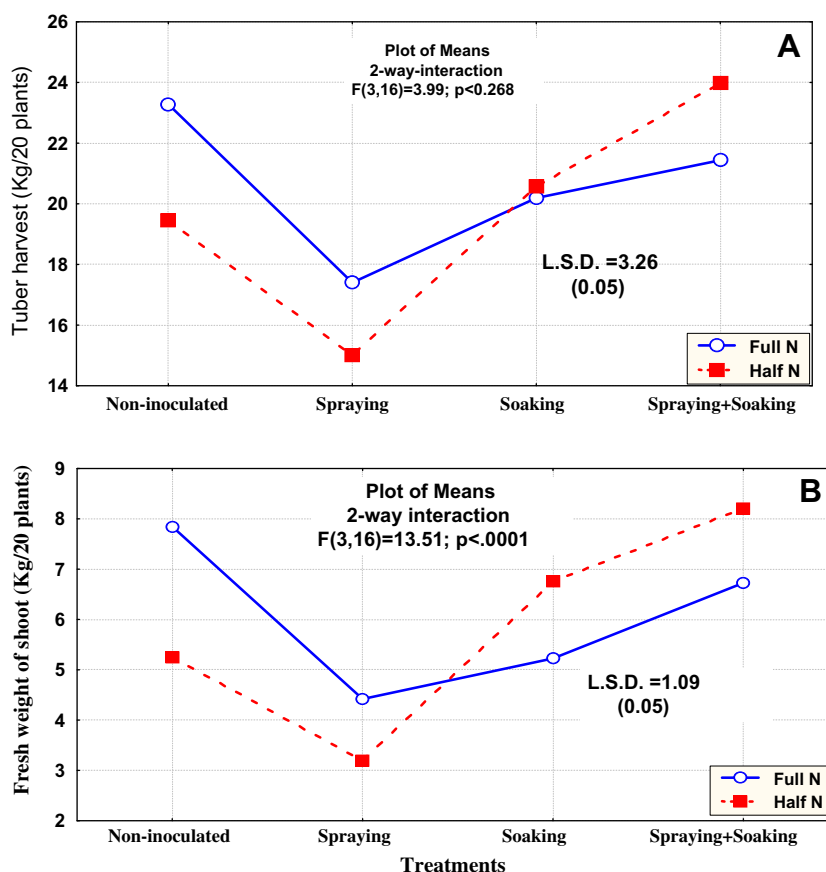 A
Plot of Means
2-way-interaction
F(3,16)=3.99; p<0.268
Tuber harvest (Kg/20 plants)
26
24
22
20
18
16
14
L.S.D. =3.26
(0.05)
Full N
Half N
Non-inoculated Spraying Soaking Spraying+Soaking
B
Plot of Means
2-way interaction
F(3,16)=13.51; p<.0001
Fresh weight of shoot (Kg/20 plants)
9
8
7
6
5
4
3
2
L.S.D. =1.09
(0.05)
Full N
Half N
Non-inoculated Spraying Soaking Spraying+Soaking
Treatments